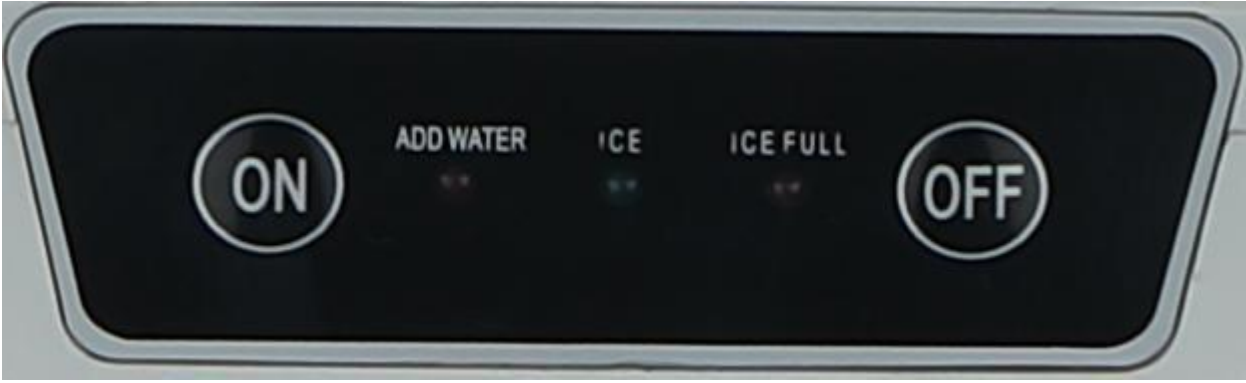 ON
ADD WATER
ICE
ICE FULL
OFF